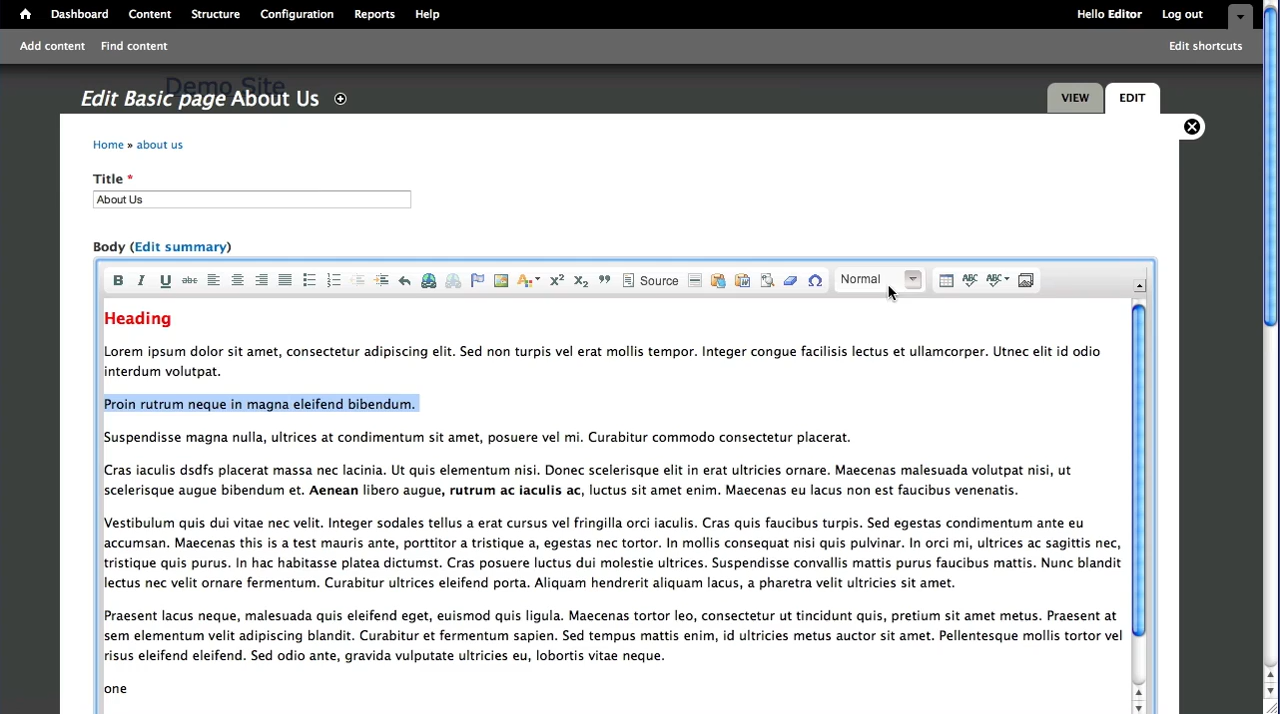 Dashboard Content Structure Configuration Reports Help Hello Editor Log out
Add content Find content Edit shortcuts
Demo Site
Edit Basic page About Us VIEW EDIT
Home » about us
Title *
About Us
Body (Edit summary)
B I U abc Source Normal
Heading
Lorem ipsum dolor sit amet, consectetur adipiscing elit. Sed non turpis vel erat mollis tempor. Integer congue facilisis lectus et ullamcorper. Utnec elit id odio
interdum volutpat.
Proin rutrum neque in magna eleifend bibendum.
Suspendisse magna nulla, ultrices at condimentum sit amet, posuere vel mi. Curabitur commodo consectetur placerat.
Cras iaculis dsdfs placerat massa nec lacinia. Ut quis elementum nisi. Donec scelerisque elit in erat ultricies ornare. Maecenas malesuada volutpat nisi, ut
scelerisque augue bibendum et. Aenean libero augue, rutrum ac iaculis ac, luctus sit amet enim. Maecenas eu lacus non est faucibus venenatis.
Vestibulum quis dui vitae nec velit. Integer sodales tellus a erat cursus vel fringilla orci iaculis. Cras quis faucibus turpis. Sed egestas condimentum ante eu
accumsan. Maecenas this is a test mauris ante, porttitor a tristique a, egestas nec tortor. In mollis consequat nisi quis pulvinar. In orci mi, ultrices ac sagittis nec,
tristique quis purus. In hac habitasse platea dictumst. Cras posuere luctus dui molestie ultrices. Suspendisse convallis mattis purus faucibus mattis. Nunc blandit
lectus nec velit ornare fermentum. Curabitur ultrices eleifend porta. Aliquam hendrerit aliquam lacus, a pharetra velit ultricies sit amet.
Praesent lacus neque, malesuada quis eleifend eget, euismod quis ligula. Maecenas tortor leo, consectetur ut tincidunt quis, pretium sit amet metus. Praesent at
sem elementum velit adipiscing blandit. Curabitur et fermentum sapien. Sed tempus mattis enim, id ultricies metus auctor sit amet. Pellentesque mollis tortor vel
risus eleifend eleifend. Sed odio ante, gravida vulputate ultricies eu, lobortis vitae neque.
one